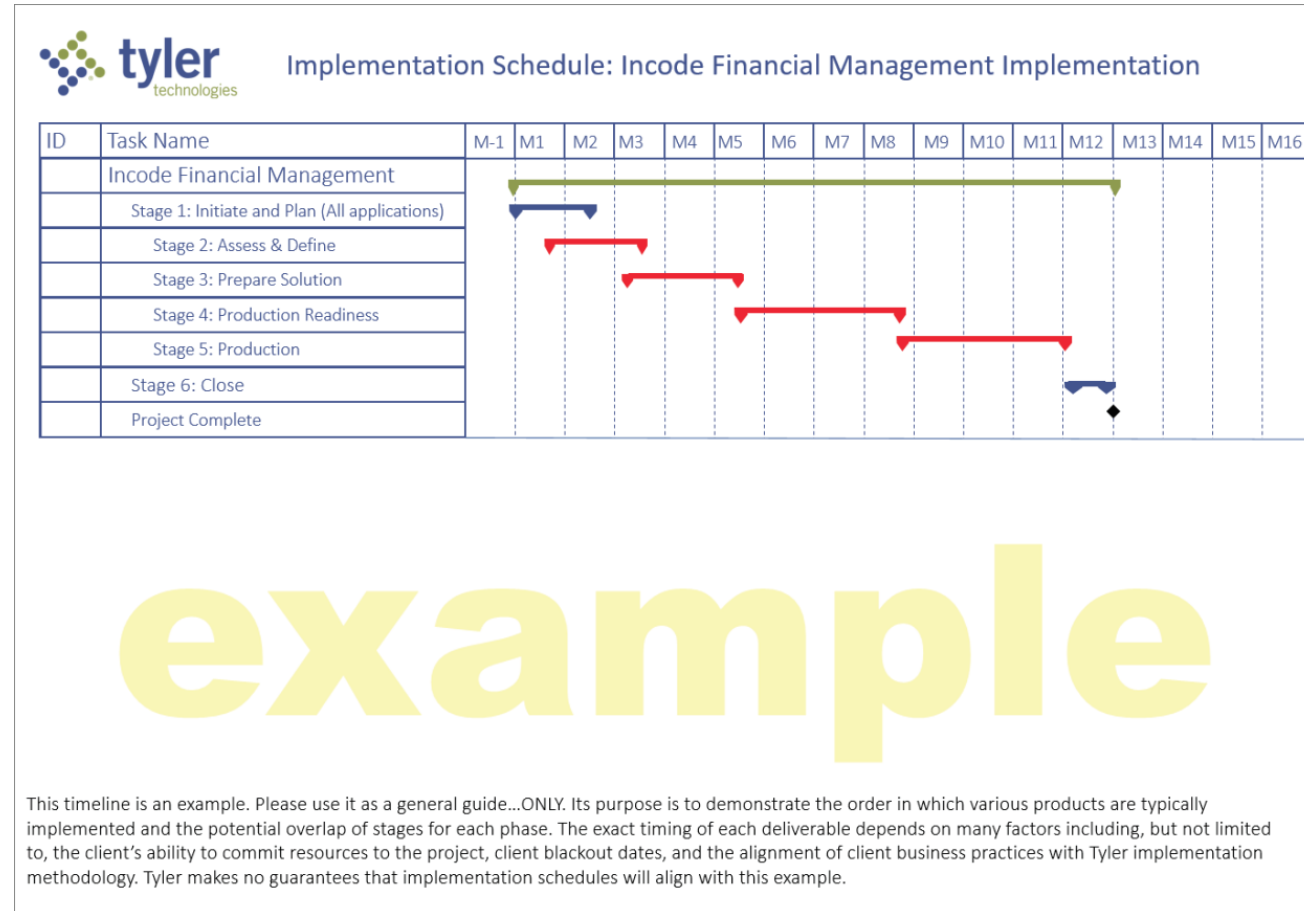 tyler
technologies
Implementation Schedule: Incode Financial Management Implementation
ID Task Name M-1 M1 M2 M3 M4 M5 M6 M7 M8 M9 M10 M11 M12 M13 M14 M15 M16
Incode Financial Management
Stage 1: Initiate and Plan (All applications)
Stage 2: Assess & Define
Stage 3: Prepare Solution
Stage 4: Production Readiness
Stage 5: Production
Stage 6: Close
Project Complete
example
This timeline is an example. Please use it as a general guide...ONLY. Its purpose is to demonstrate the order in which various products are typically
implemented and the potential overlap of stages for each phase. The exact timing of each deliverable depends on many factors including, but not limited
to, the client’s ability to commit resources to the project, client blackout dates, and the alignment of client business practices with Tyler implementation
methodology. Tyler makes no guarantees that implementation schedules will align with this example.